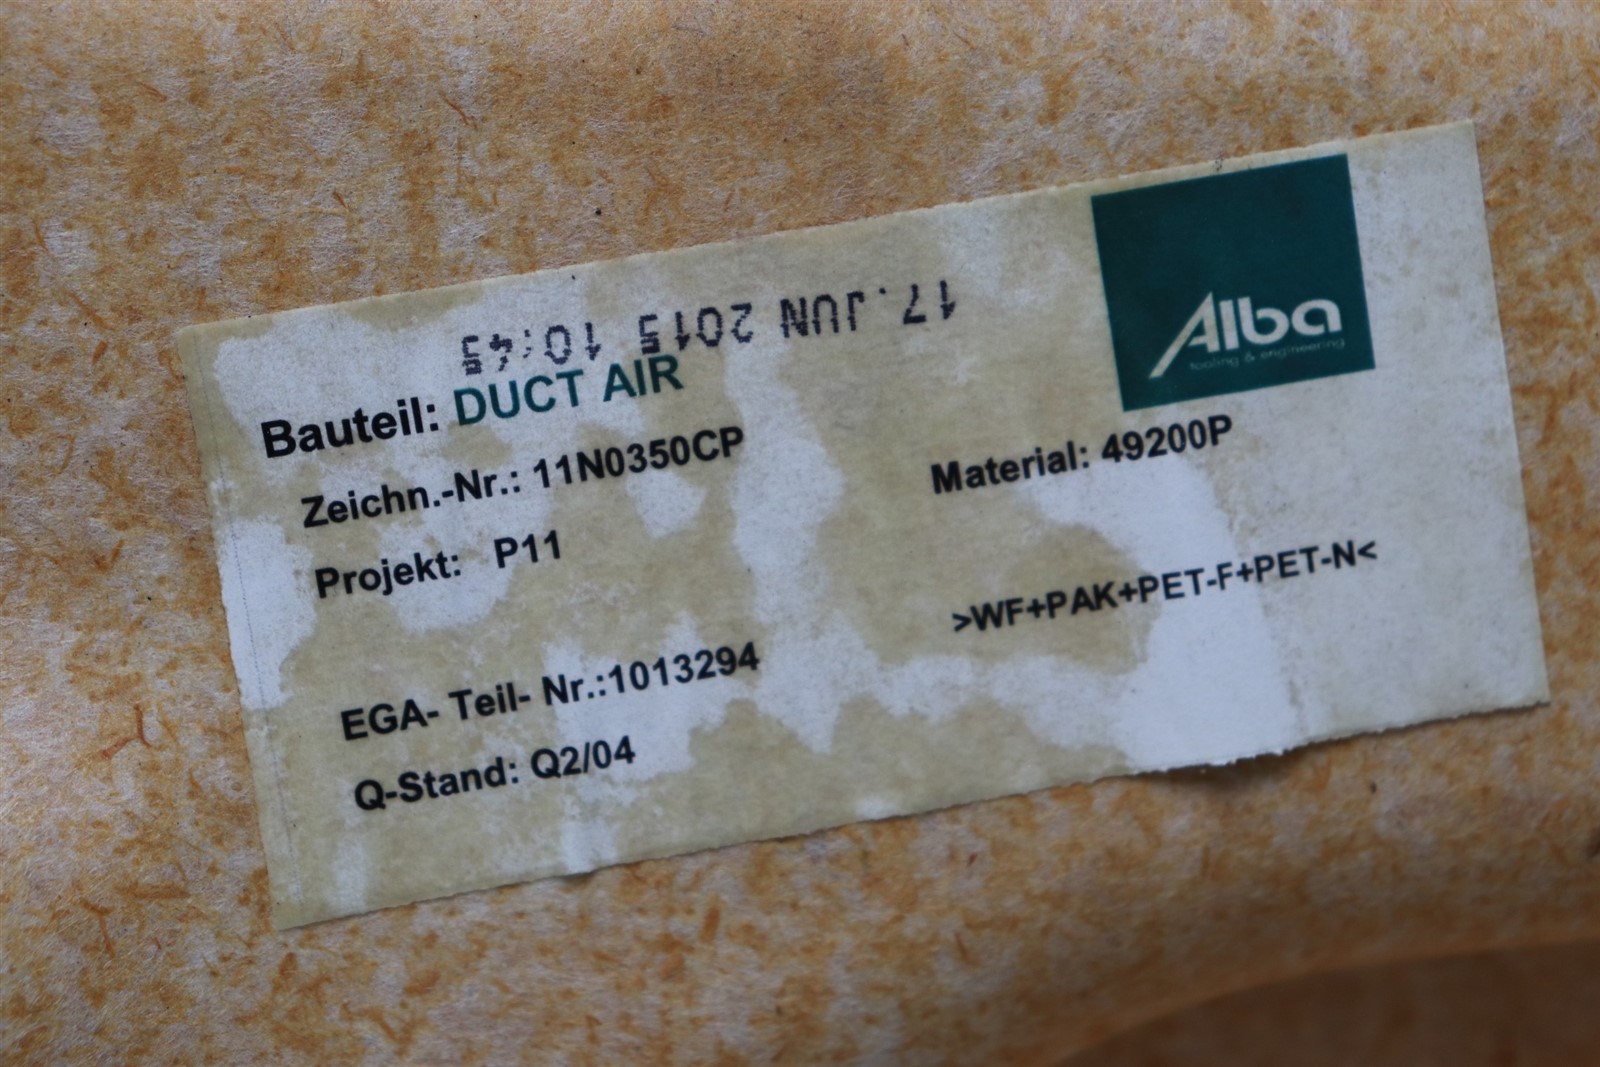 17.JUN 2015 10:45
Alba
tooling & engineering
Bauteil: DUCT AIR
Zeichn.-Nr.: 11N0350CP
Material: 49200P
Projekt: P11
>WF+PAK+PET-F+PET-N<
EGA- Teil- Nr.:1013294
Q-Stand: Q2/04